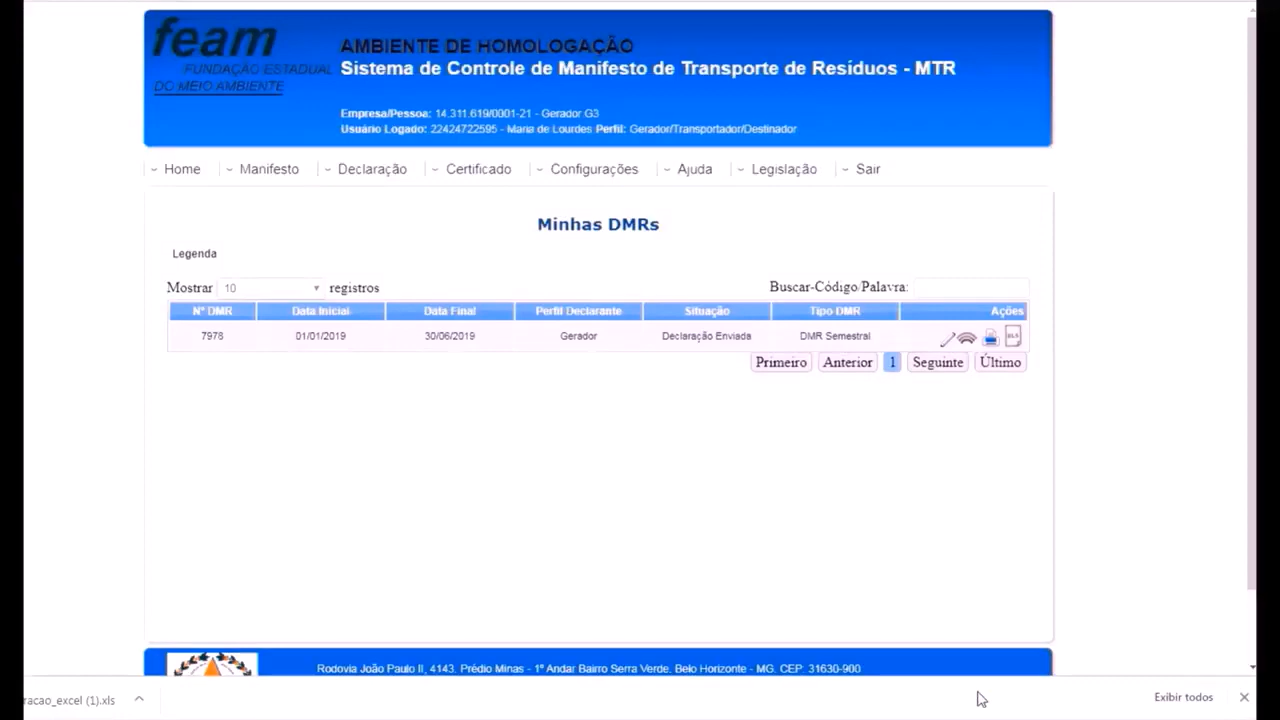 feam
FUNDAÇÃO ESTADUAL
DO MEIO AMBIENTE
AMBIENTE DE HOMOLOGAÇÃO
Sistema de Controle de Manifesto de Transporte de Resíduos - MTR
Empresa/Pessoa: 14.311.619/0001-21 - Gerador G3
Usuário Logado: 22424722595 - Maria de Lourdes Perfil: Gerador/Transportador/Destinador
Home Manifesto Declaração Certificado Configurações Ajuda Legislação Sair
Minhas DMRs
Legenda
Mostrar 10 registros Buscar-Código/Palavra:
Nº DMR Data Inicial Data Final Perfil Declarante Situação Tipo DMR Ações
7978 01/01/2019 30/06/2019 Gerador Declaração Enviada DMR Semestral XLS
Primeiro Anterior 1 Seguinte Último
Rodovia João Paulo II, 4143. Prédio Minas - 1º Andar Bairro Serra Verde. Belo Horizonte - MG. CEP: 31630-900
racao_excel (1).xls Exibir todos